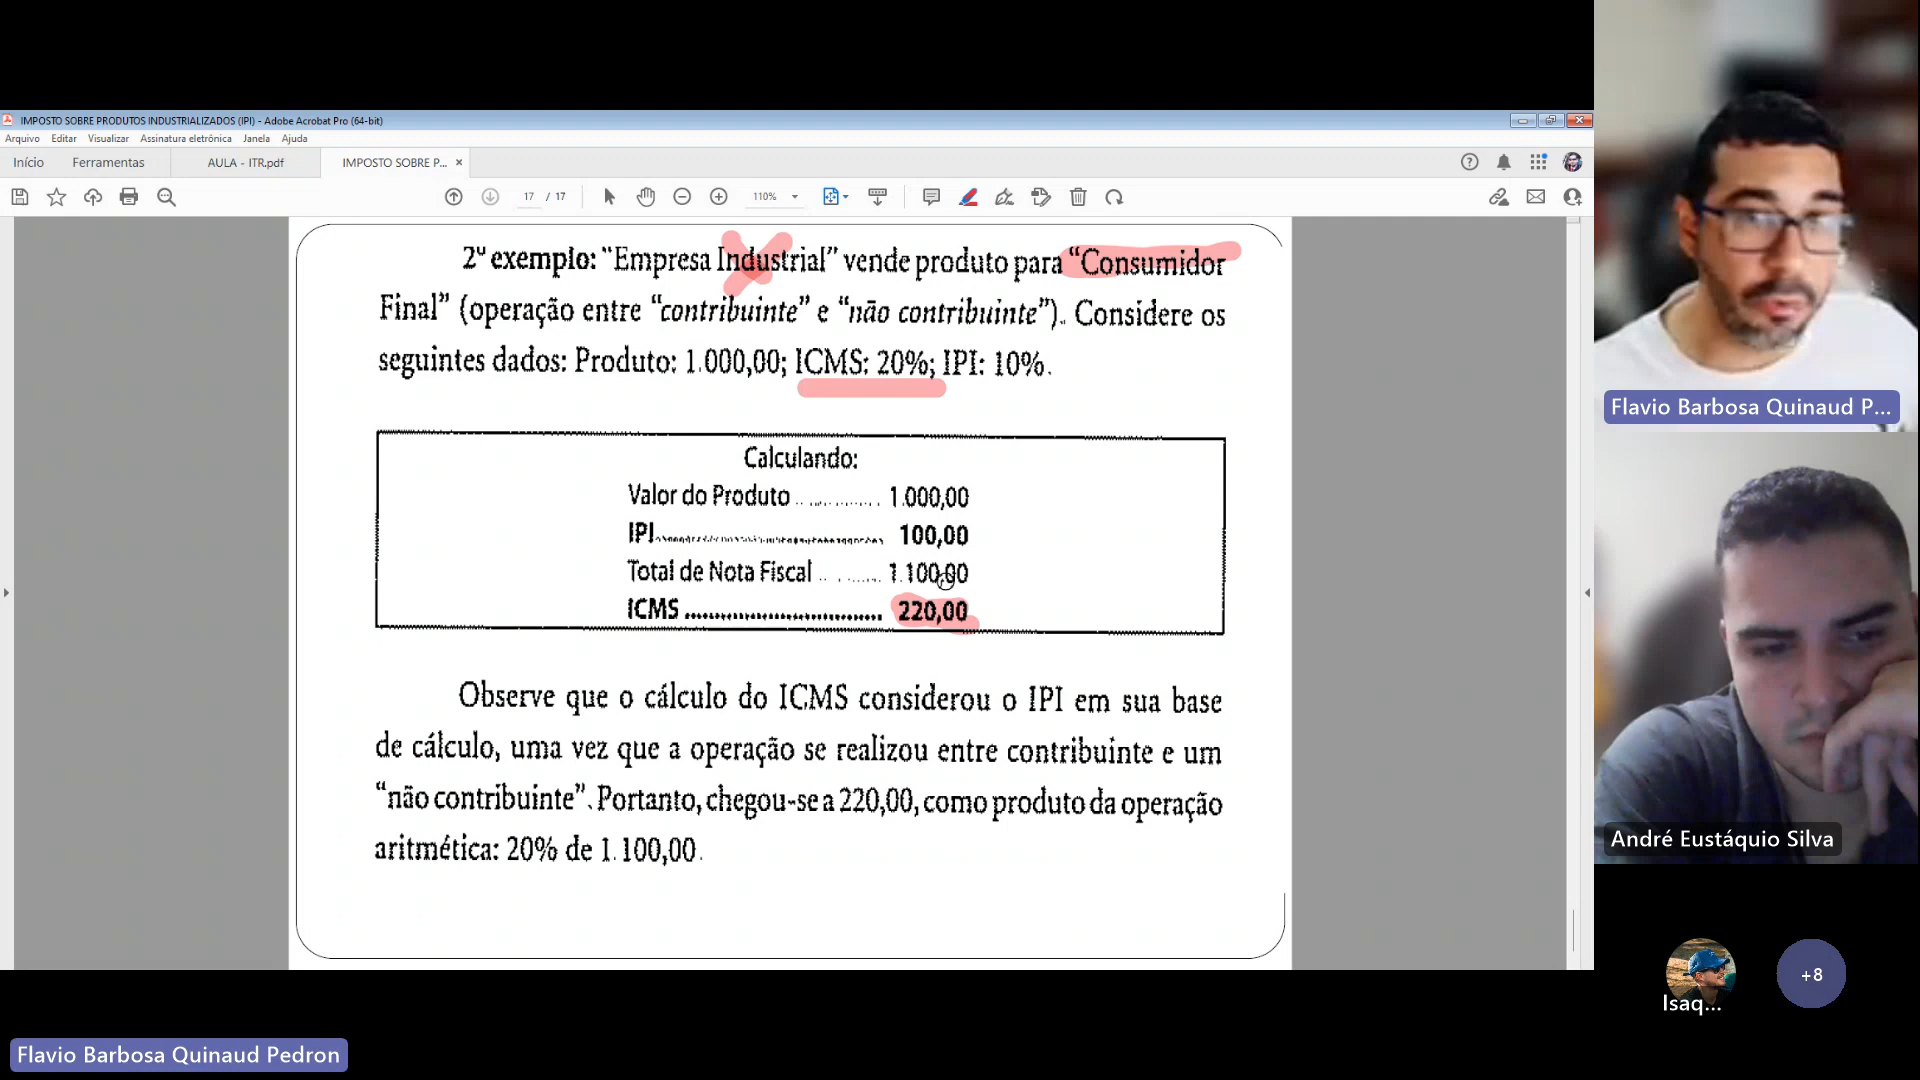 IMPOSTO SOBRE PRODUTOS INDUSTRIALIZADOS (IPI) - Adobe Acrobat Pro (64-bit)
Arquivo Editar Visualizar Assinatura eletrônica Janela Ajuda
Início Ferramentas AULA - ITR.pdf IMPOSTO SOBRE P... ×
17 / 17 110%
2º exemplo: “Empresa Industrial” vende produto para “Consumidor
Final” (operação entre “contribuinte” e “não contribuinte”). Considere os
seguintes dados: Produto: 1.000,00; ICMS: 20%; IPI: 10%.
Calculando:
Valor do Produto .............. 1.000,00
IPI................................... 100,00
Total de Nota Fiscal .......... 1.100,00
ICMS .............................. 220,00
Observe que o cálculo do ICMS considerou o IPI em sua base
de cálculo, uma vez que a operação se realizou entre contribuinte e um
“não contribuinte”. Portanto, chegou-se a 220,00, como produto da operação
aritmética: 20% de 1.100,00.
Flavio Barbosa Quinaud P...
André Eustáquio Silva
Isaq...
+8
Flavio Barbosa Quinaud Pedron